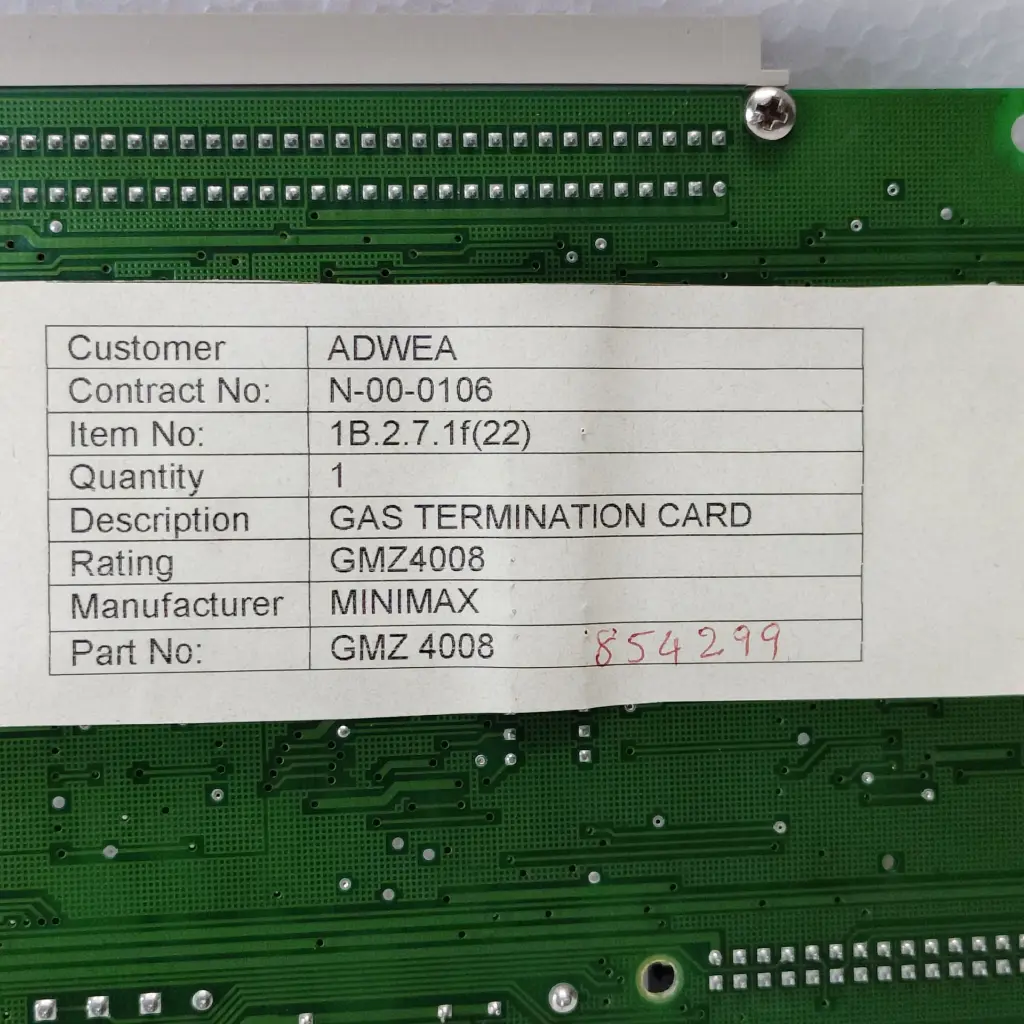 Customer ADWEA
Contract No: N-00-0106
Item No: 1B.2.7.1f(22)
Quantity 1
Description GAS TERMINATION CARD
Rating GMZ4008
Manufacturer MINIMAX
Part No: GMZ 4008 854299